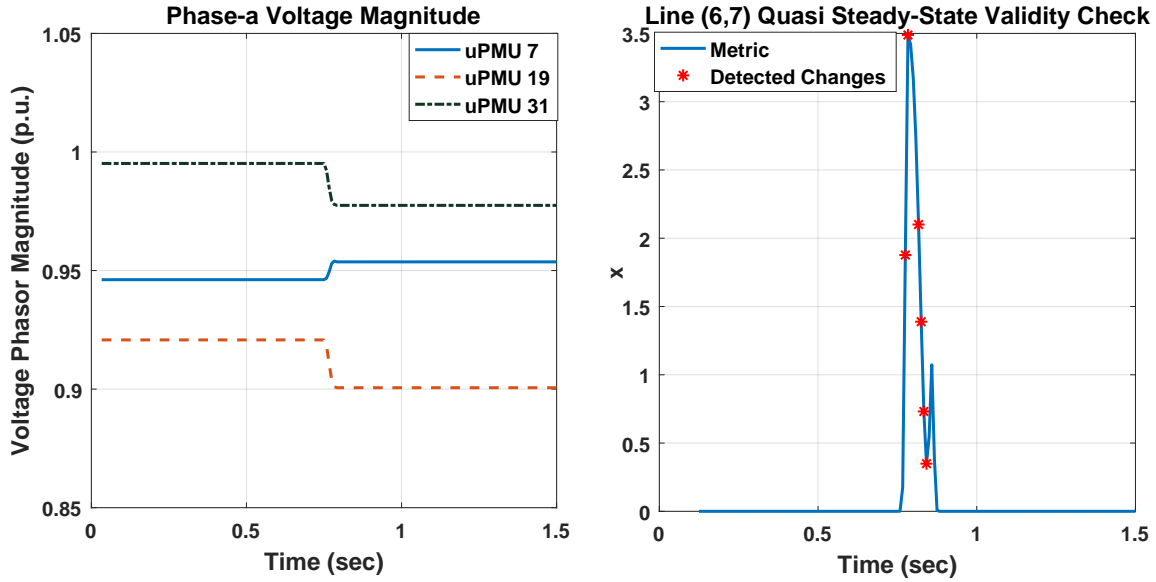 Phase-a Voltage Magnitude
Voltage Phasor Magnitude (p.u.)
1.05
1
0.95
0.9
0.85
0
0.5
1
1.5
Time (sec)
uPMU 7
uPMU 19
uPMU 31
Line (6,7) Quasi Steady-State Validity Check
x
3.5
3
2.5
2
1.5
1
0.5
0
0
0.5
1
1.5
Time (sec)
Metric
Detected Changes